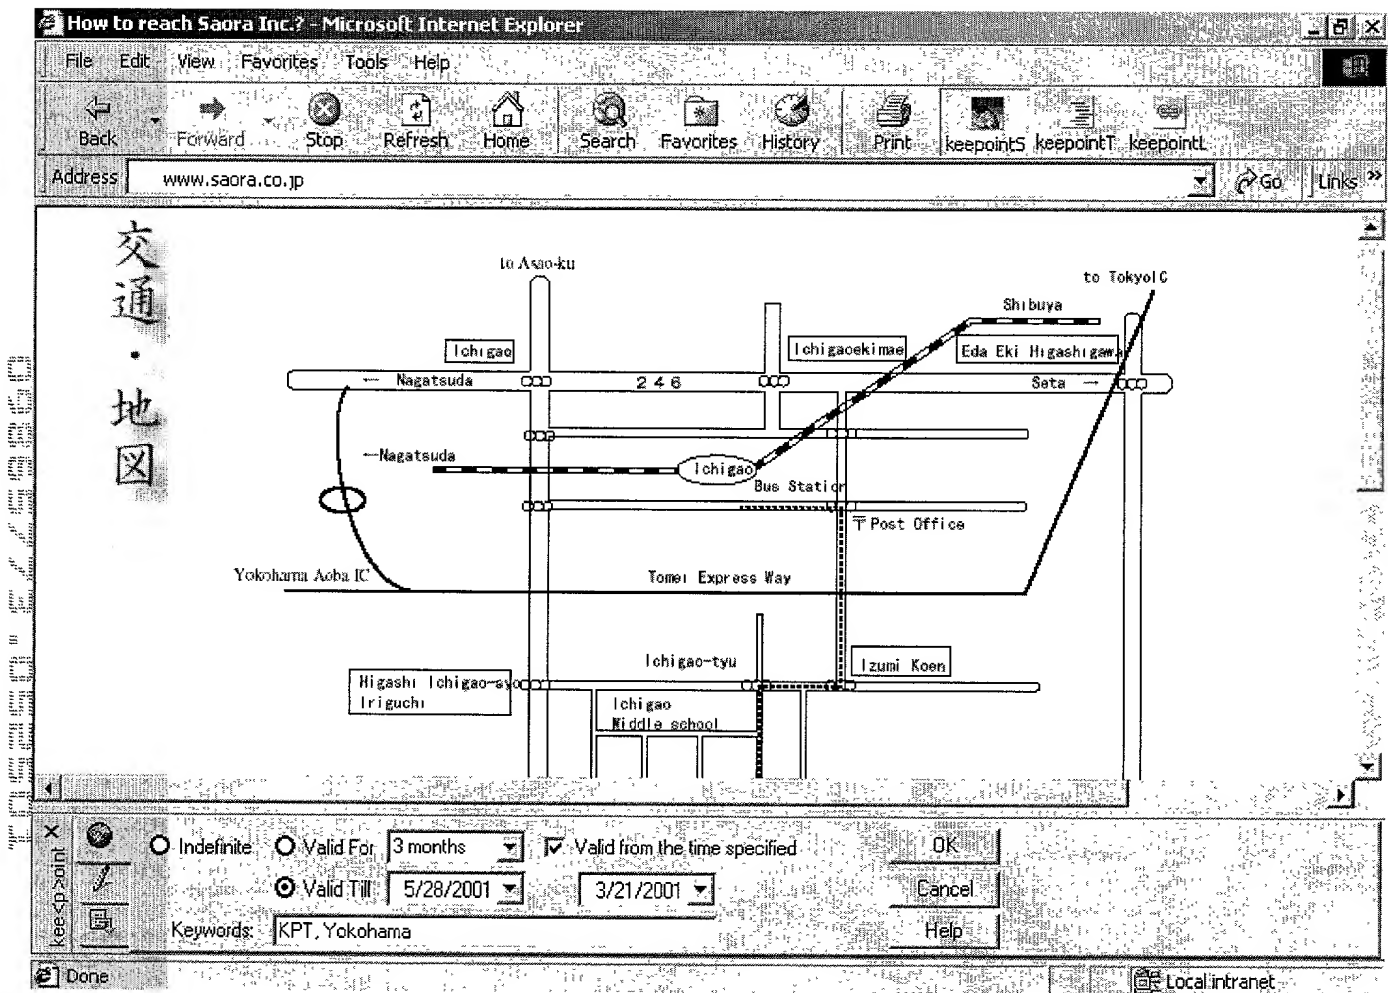 How to reach Saora Inc.? - Microsoft Internet Explorer
File Edit View Favorites Tools Help
Back Forward Stop Refresh Home Search Favorites History Print keepointS keepointT keepointL
Address www.saora.co.jp Go Links »
交通・地図
to Asao-ku
to TokyoIC
Shibuya
Ichigao
Ichigaoekimae
Eda Eki Higashigawa
← Nagatsuda
246
Seta →
←Nagatsuda
Ichigao
Bus Station
〒Post Office
Yokohama Aoba IC
Tomei Express Way
Ichigao-tyu
Izumi Koen
Higashi Ichigao-ayo
Iriguchi
Ichigao
Middle school
kee<p>oint
Indefinite Valid For 3 months Valid from the time specified OK
Valid Till 5/28/2001 3/21/2001 Cancel
Keywords: KPT, Yokohama Help
Done Local intranet